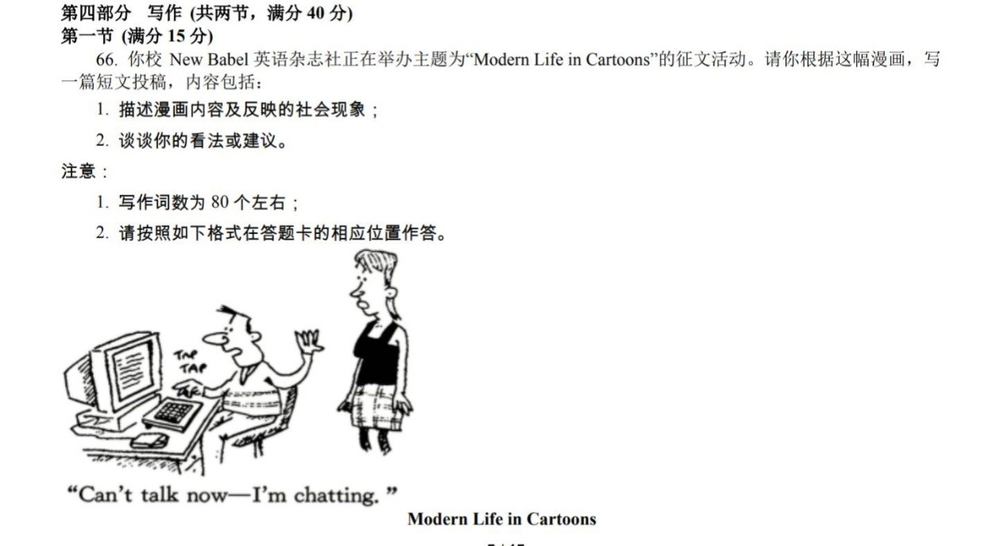 第四部分 写作 (共两节，满分 40 分)
第一节 (满分 15 分)
66. 你校 New Babel 英语杂志社正在举办主题为“Modern Life in Cartoons”的征文活动。请你根据这幅漫画，写
一篇短文投稿，内容包括：
1. 描述漫画内容及反映的社会现象；
2. 谈谈你的看法或建议。
注意：
1. 写作词数为 80 个左右；
2. 请按照如下格式在答题卡的相应位置作答。
TAP
TAP
TAP
“Can't talk now—I'm chatting.”
Modern Life in Cartoons